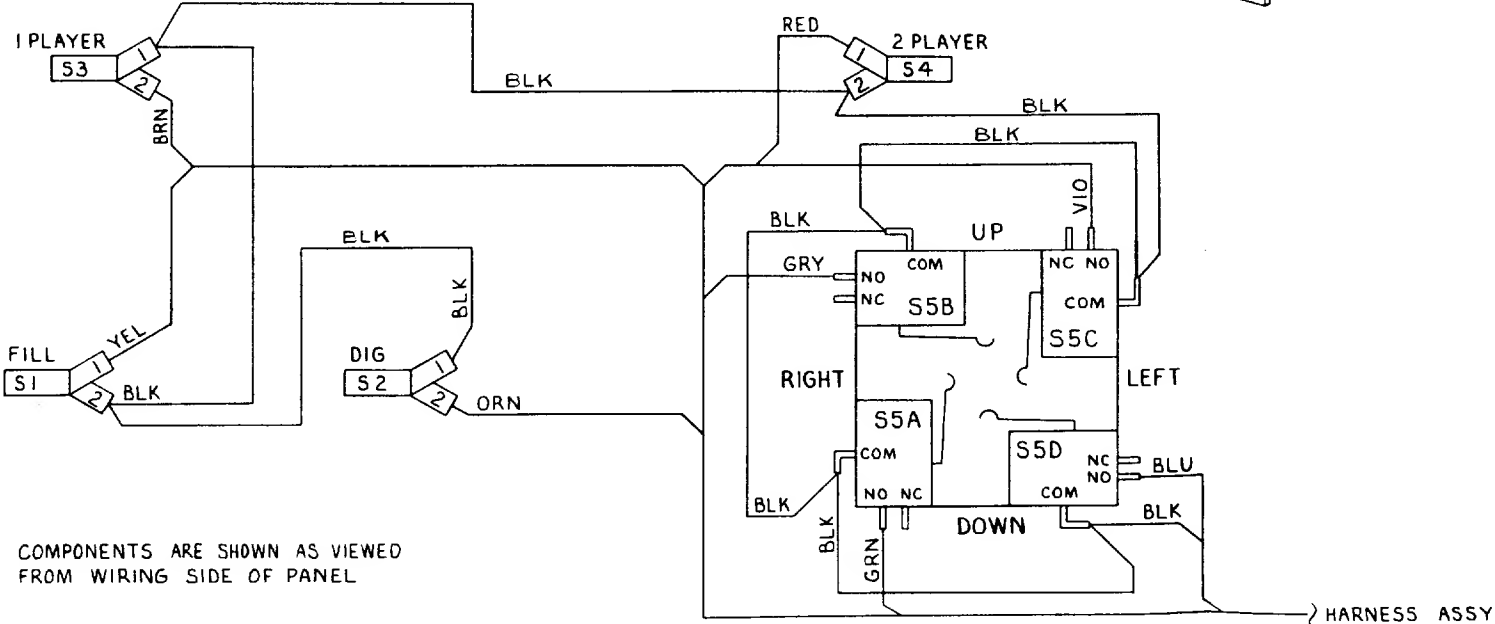 RED
1 PLAYER
1
S3
2
2 PLAYER
1
S4
2
BLK
BLK
BLK
BRN
VIO
BLK
UP
BLK
GRY
NO
COM
NC
S5B
NC NO
COM
S5C
BLK
YEL
FILL
1
S1
2
BLK
DIG
1
S2
2
ORN
RIGHT
LEFT
S5A
COM
NO NC
S5D
NC
NO
COM
BLU
BLK
BLK
BLK
GRN
DOWN
COMPONENTS ARE SHOWN AS VIEWED
FROM WIRING SIDE OF PANEL
HARNESS ASSY